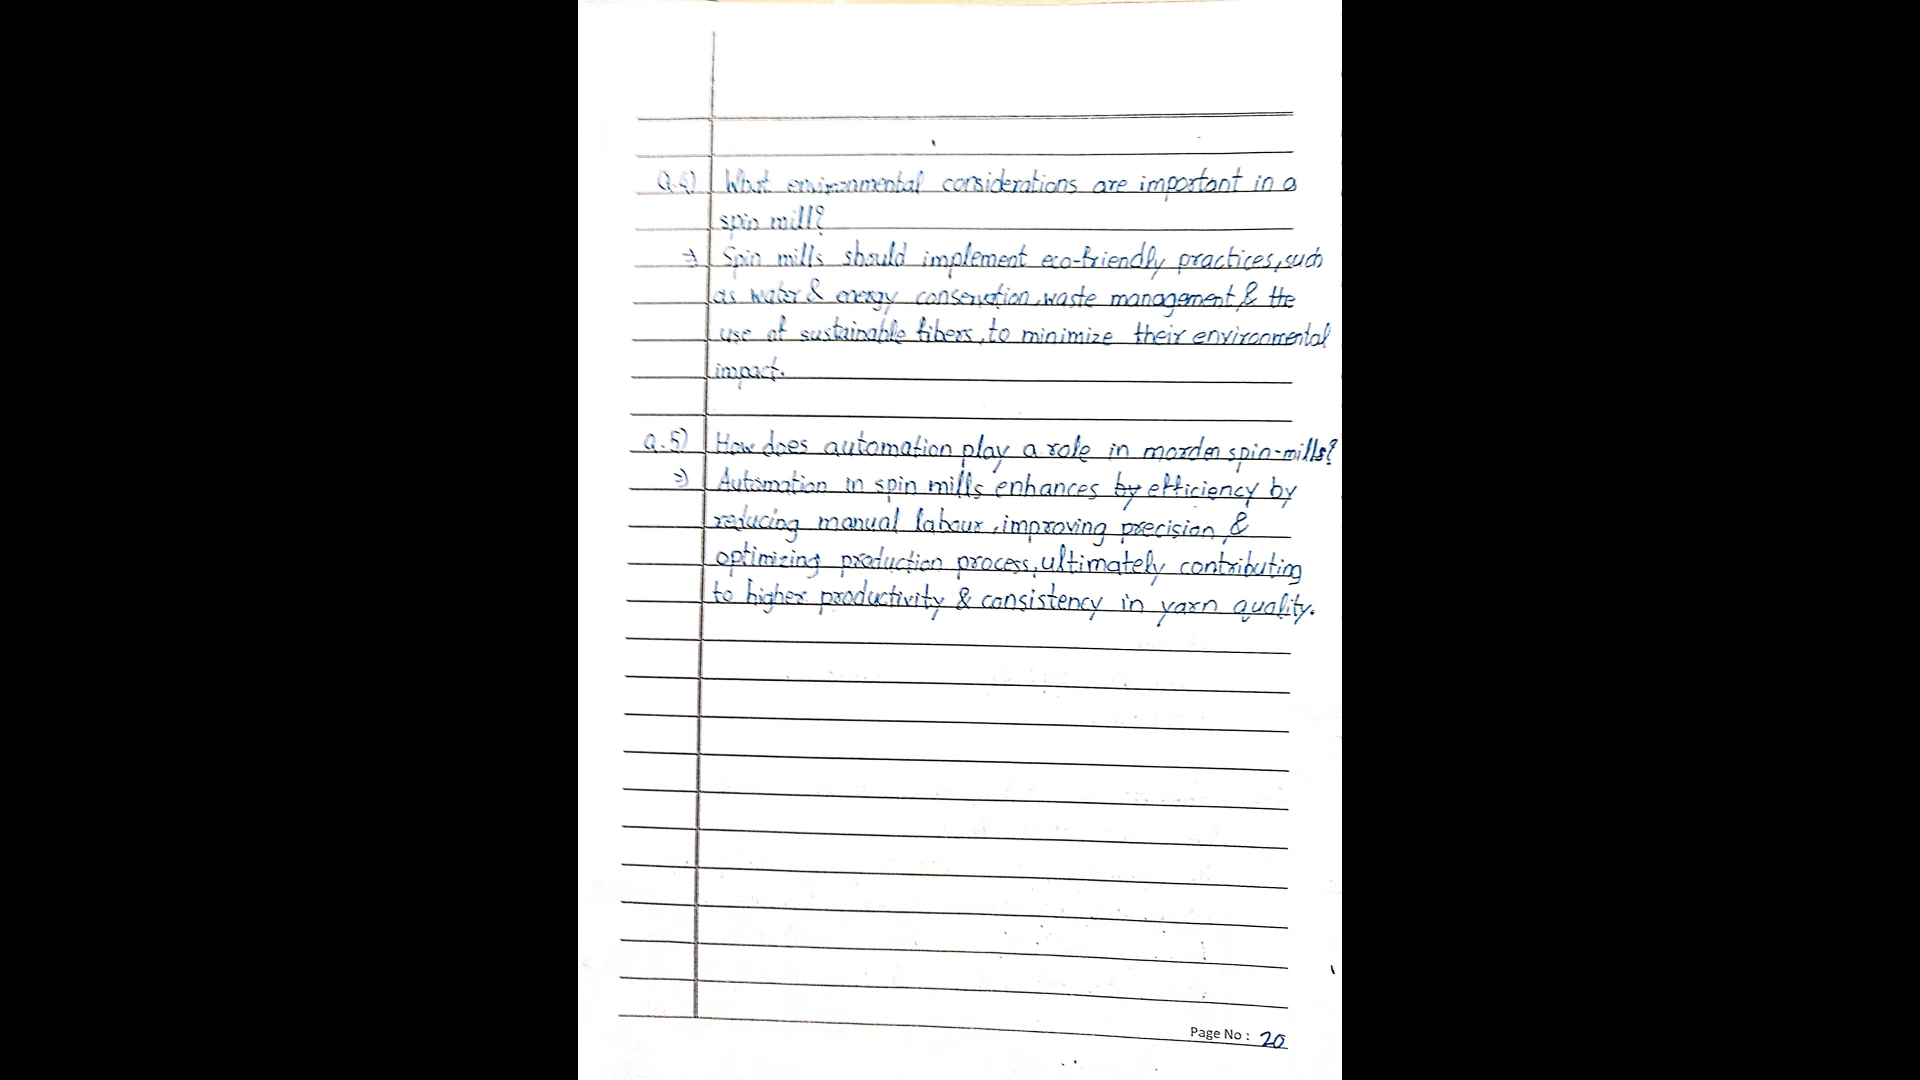 Q.4) What environmental considerations are important in a
spin mill?
⇒ Spin mills should implement eco-friendly practices, such
as water & energy conservation, waste management, & the
use of sustainable fibers, to minimize their environmental
impact.
Q.5) How does automation play a role in morden spin-mills?
⇒ Automation in spin mills enhances by efficiency by
reducing manual labour, improving precision, &
optimizing production process, ultimately contributing
to higher productivity & consistency in yarn quality.
Page No : 20